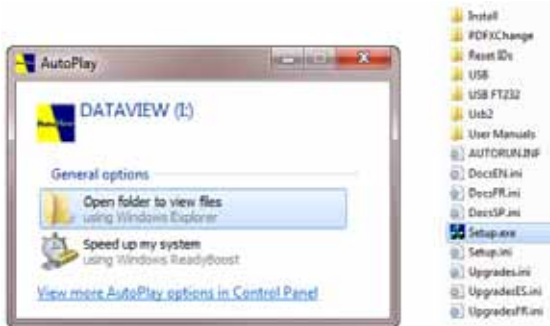 AutoPlay
DATAVIEW (I:)
General options
Open folder to view files
using Windows Explorer
Speed up my system
using Windows ReadyBoost
View more AutoPlay options in Control Panel
Install
PDFXChange
Reset IDs
USB
USB FT232
Usb2
User Manuals
AUTORUN.INF
DocsEN.ini
DocsFR.ini
DocsSP.ini
Setup.exe
Setup.ini
Upgrades.ini
UpgradesES.ini
UpgradesFR.ini